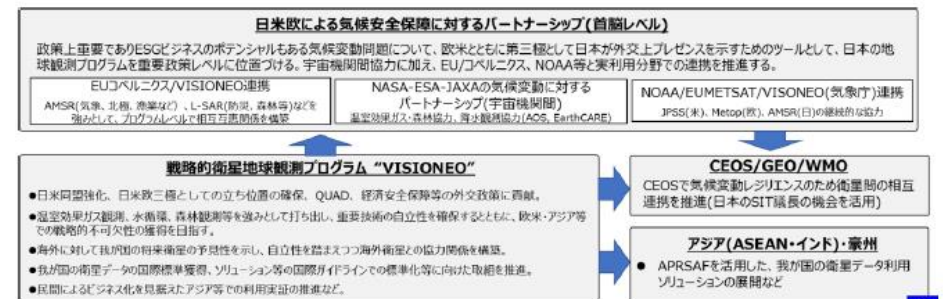 日米欧による気候安全保障に対するパートナーシップ(首脳レベル)
政策上重要でありESGビジネスのポテンシャルもある気候変動問題について、欧米とともに第三極として日本が外交上プレゼンスを示すためのツールとして、日本の地
球観測プログラムを重要政策レベルに位置づける。宇宙機関間協力に加え、EU/コペルニクス、NOAA等と実利用分野での連携を推進する。
EUコペルニクス/VISIONEO連携
AMSR(気象、北極、漁業など)、L-SAR(防災、森林等)などを
強みとして、プログラムレベルで相互互恵関係を構築
NASA-ESA-JAXAの気候変動に対する
パートナーシップ(宇宙機関間)
温室効果ガス・森林協力、降水観測協力(AOS, EarthCARE)
NOAA/EUMETSAT/VISONEO(気象庁)連携
JPSS(米)、Metop(欧)、AMSR(日)の継続的な協力
戦略的衛星地球観測プログラム “VISIONEO”
●日米同盟強化、日米欧三極としての立ち位置の確保、QUAD、経済安全保障等の外交政策に貢献。
●温室効果ガス観測、水循環、森林観測等を強みとして打ち出し、重要技術の自立性を確保するとともに、欧米・アジア等
での戦略的不可欠性の獲得を目指す。
●海外に対して我が国の将来衛星の予見性を示し、自立性を踏まえつつ海外衛星との協力関係を構築。
●我が国の衛星データの国際標準獲得、ソリューション等の国際ガイドラインでの標準化等に向けた取組を推進。
●民間によるビジネス化を見据えたアジア等での利用実証の推進など。
CEOS/GEO/WMO
CEOSで気候変動レジリエンスのため衛星間の相互
連携を推進(日本のSIT議長の機会を活用)
アジア(ASEAN・インド)・豪州
● APRSAFを活用した、我が国の衛星データ利用
ソリューションの展開など